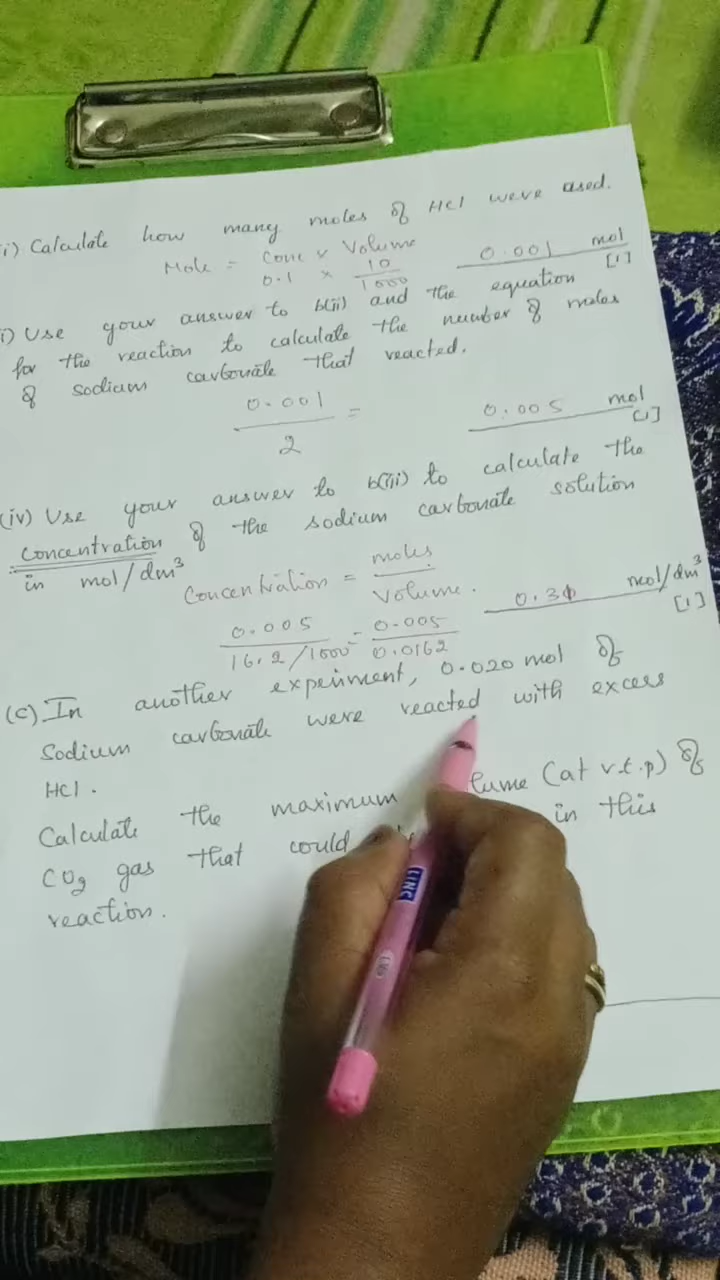 i) Calculate how many moles of HCl were used.
Mole = Conc x Volume
0.1 x 10/1000 0.001 mol
[1]
i) Use your answer to b(ii) and the equation
for the reaction to calculate the number of moles
of sodium carbonate that reacted.
0.001/2 = 0.005 mol
[1]
(iv) Use your answer to b(iii) to calculate the
concentration of the sodium carbonate solution
in mol/dm³
Concentration = moles/Volume.
0.005/16.2/1000 = 0.005/0.0162 mol/dm³
[1]
(c) In another experiment, 0.020 mol of
Sodium carbonate were reacted with excess
HCl.
Calculate the maximum (at r.t.p) of
CO₂ gas that could in this
reaction.
LINC